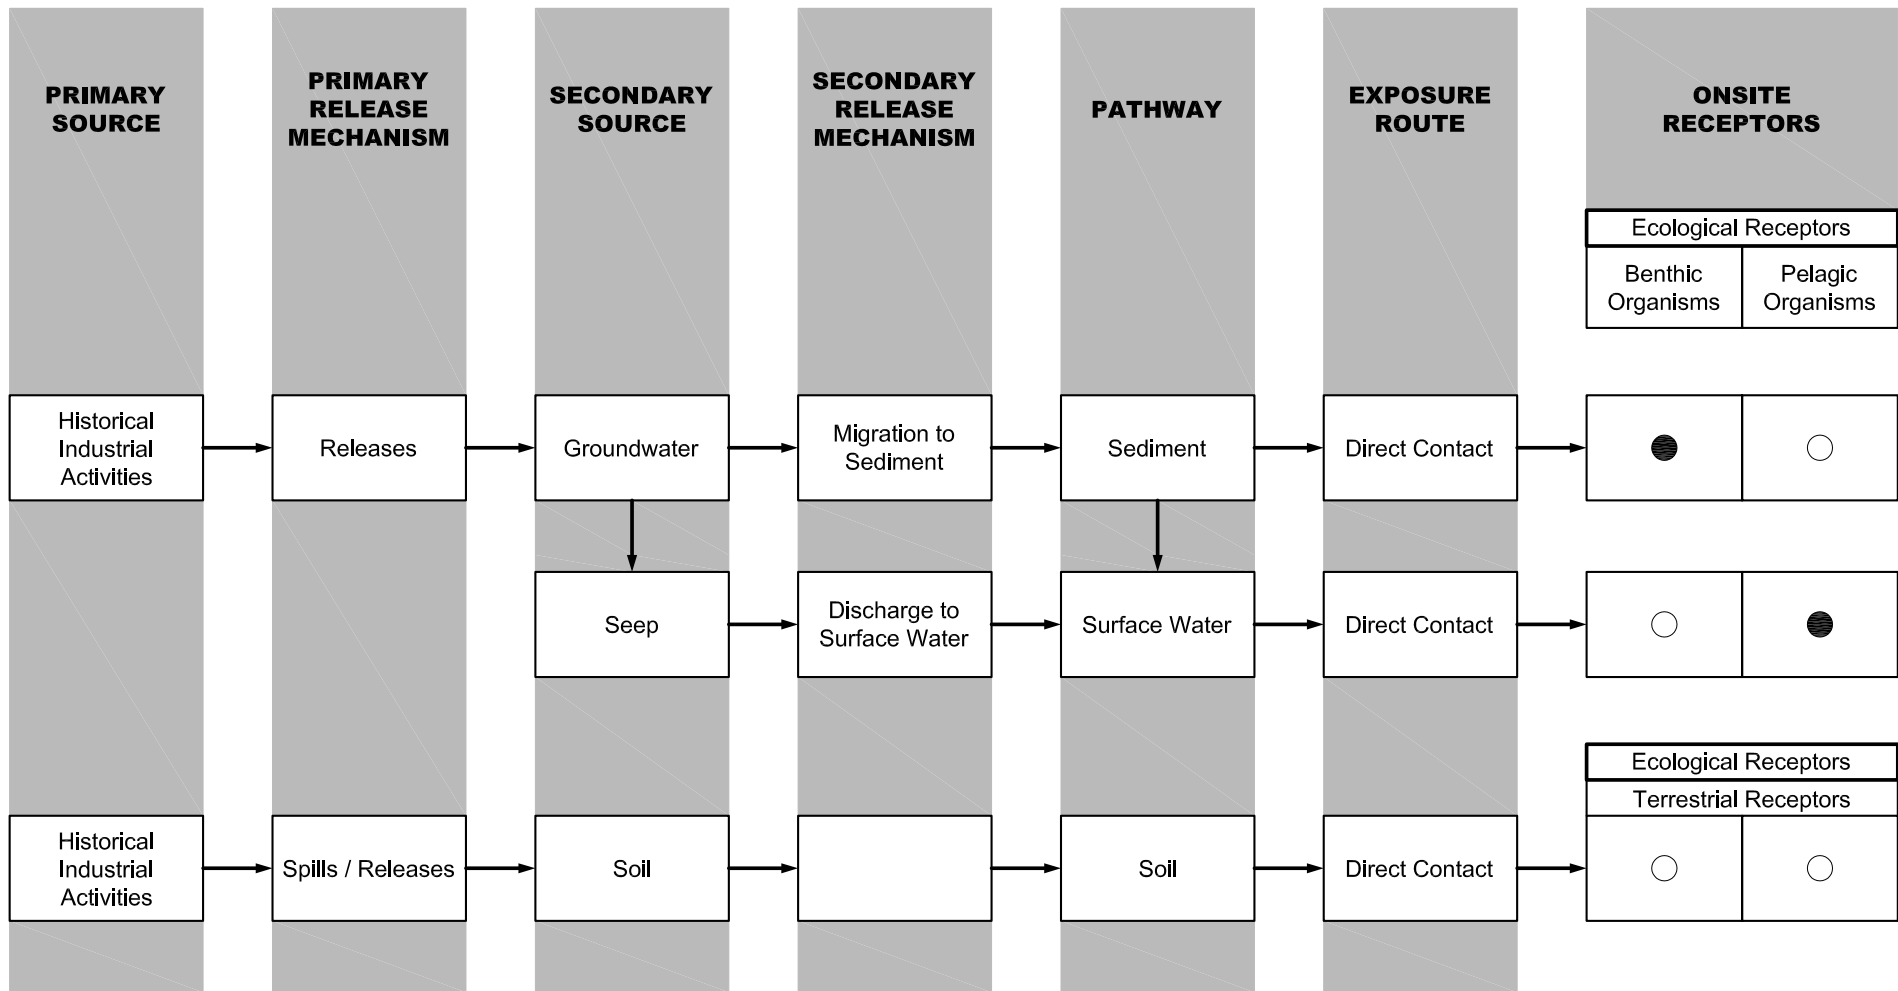 PRIMARY
SOURCE
PRIMARY
RELEASE
MECHANISM
SECONDARY
SOURCE
SECONDARY
RELEASE
MECHANISM
PATHWAY
EXPOSURE
ROUTE
ONSITE
RECEPTORS
Ecological Receptors
Benthic
Organisms
Pelagic
Organisms
Historical
Industrial
Activities
Releases
Groundwater
Migration to
Sediment
Sediment
Direct Contact
Seep
Discharge to
Surface Water
Surface Water
Direct Contact
Ecological Receptors
Terrestrial Receptors
Historical
Industrial
Activities
Spills / Releases
Soil
Soil
Direct Contact